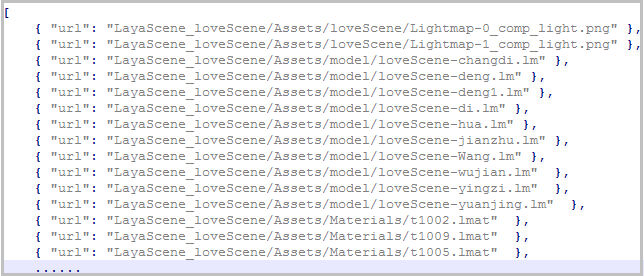 [
{ "url": "LayaScene_loveScene/Assets/loveScene/Lightmap-0_comp_light.png" },
{ "url": "LayaScene_loveScene/Assets/loveScene/Lightmap-1_comp_light.png" },
{ "url": "LayaScene_loveScene/Assets/model/loveScene-changdi.lm" },
{ "url": "LayaScene_loveScene/Assets/model/loveScene-deng.lm" },
{ "url": "LayaScene_loveScene/Assets/model/loveScene-deng1.lm" },
{ "url": "LayaScene_loveScene/Assets/model/loveScene-di.lm" },
{ "url": "LayaScene_loveScene/Assets/model/loveScene-hua.lm" },
{ "url": "LayaScene_loveScene/Assets/model/loveScene-jianzhu.lm" },
{ "url": "LayaScene_loveScene/Assets/model/loveScene-Wang.lm" },
{ "url": "LayaScene_loveScene/Assets/model/loveScene-wujian.lm"  },
{ "url": "LayaScene_loveScene/Assets/model/loveScene-yingzi.lm"  },
{ "url": "LayaScene_loveScene/Assets/model/loveScene-yuanjing.lm"  },
{ "url": "LayaScene_loveScene/Assets/Materials/t1002.lmat"  },
{ "url": "LayaScene_loveScene/Assets/Materials/t1009.lmat"  },
{ "url": "LayaScene_loveScene/Assets/Materials/t1005.lmat"  },
......